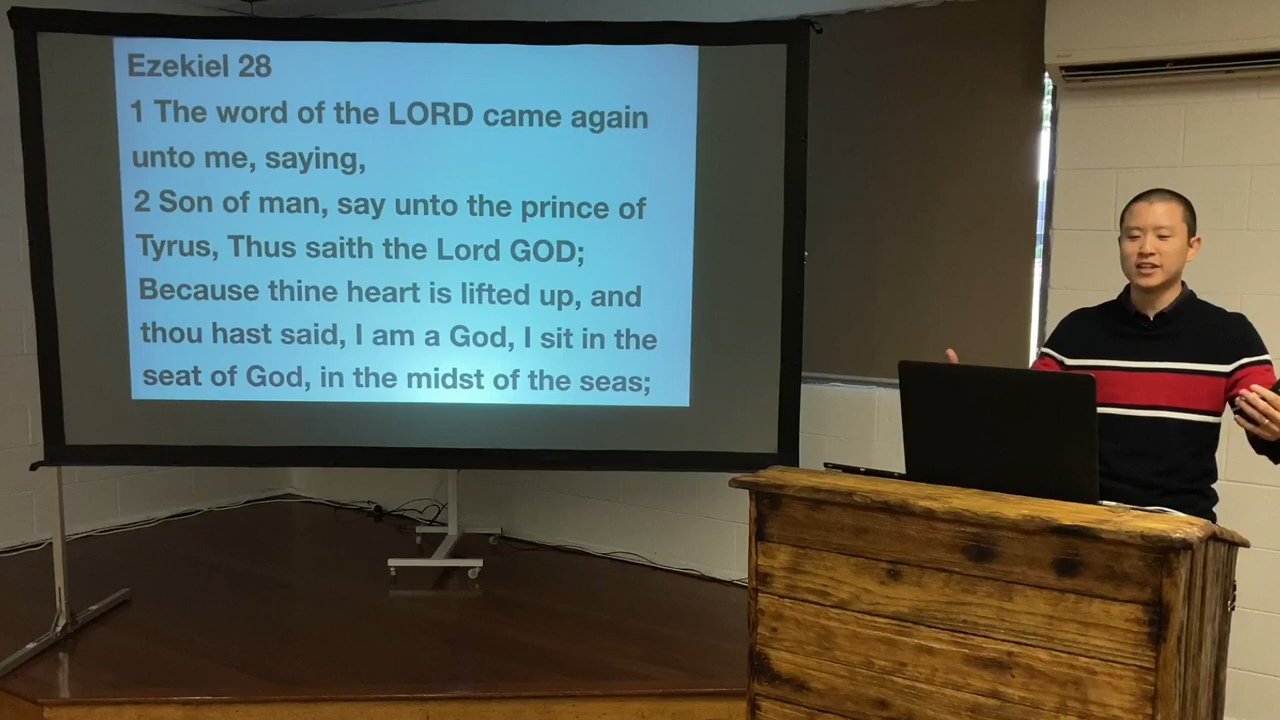 Ezekiel 28
1 The word of the LORD came again
unto me, saying,
2 Son of man, say unto the prince of
Tyrus, Thus saith the Lord GOD;
Because thine heart is lifted up, and
thou hast said, I am a God, I sit in the
seat of God, in the midst of the seas;